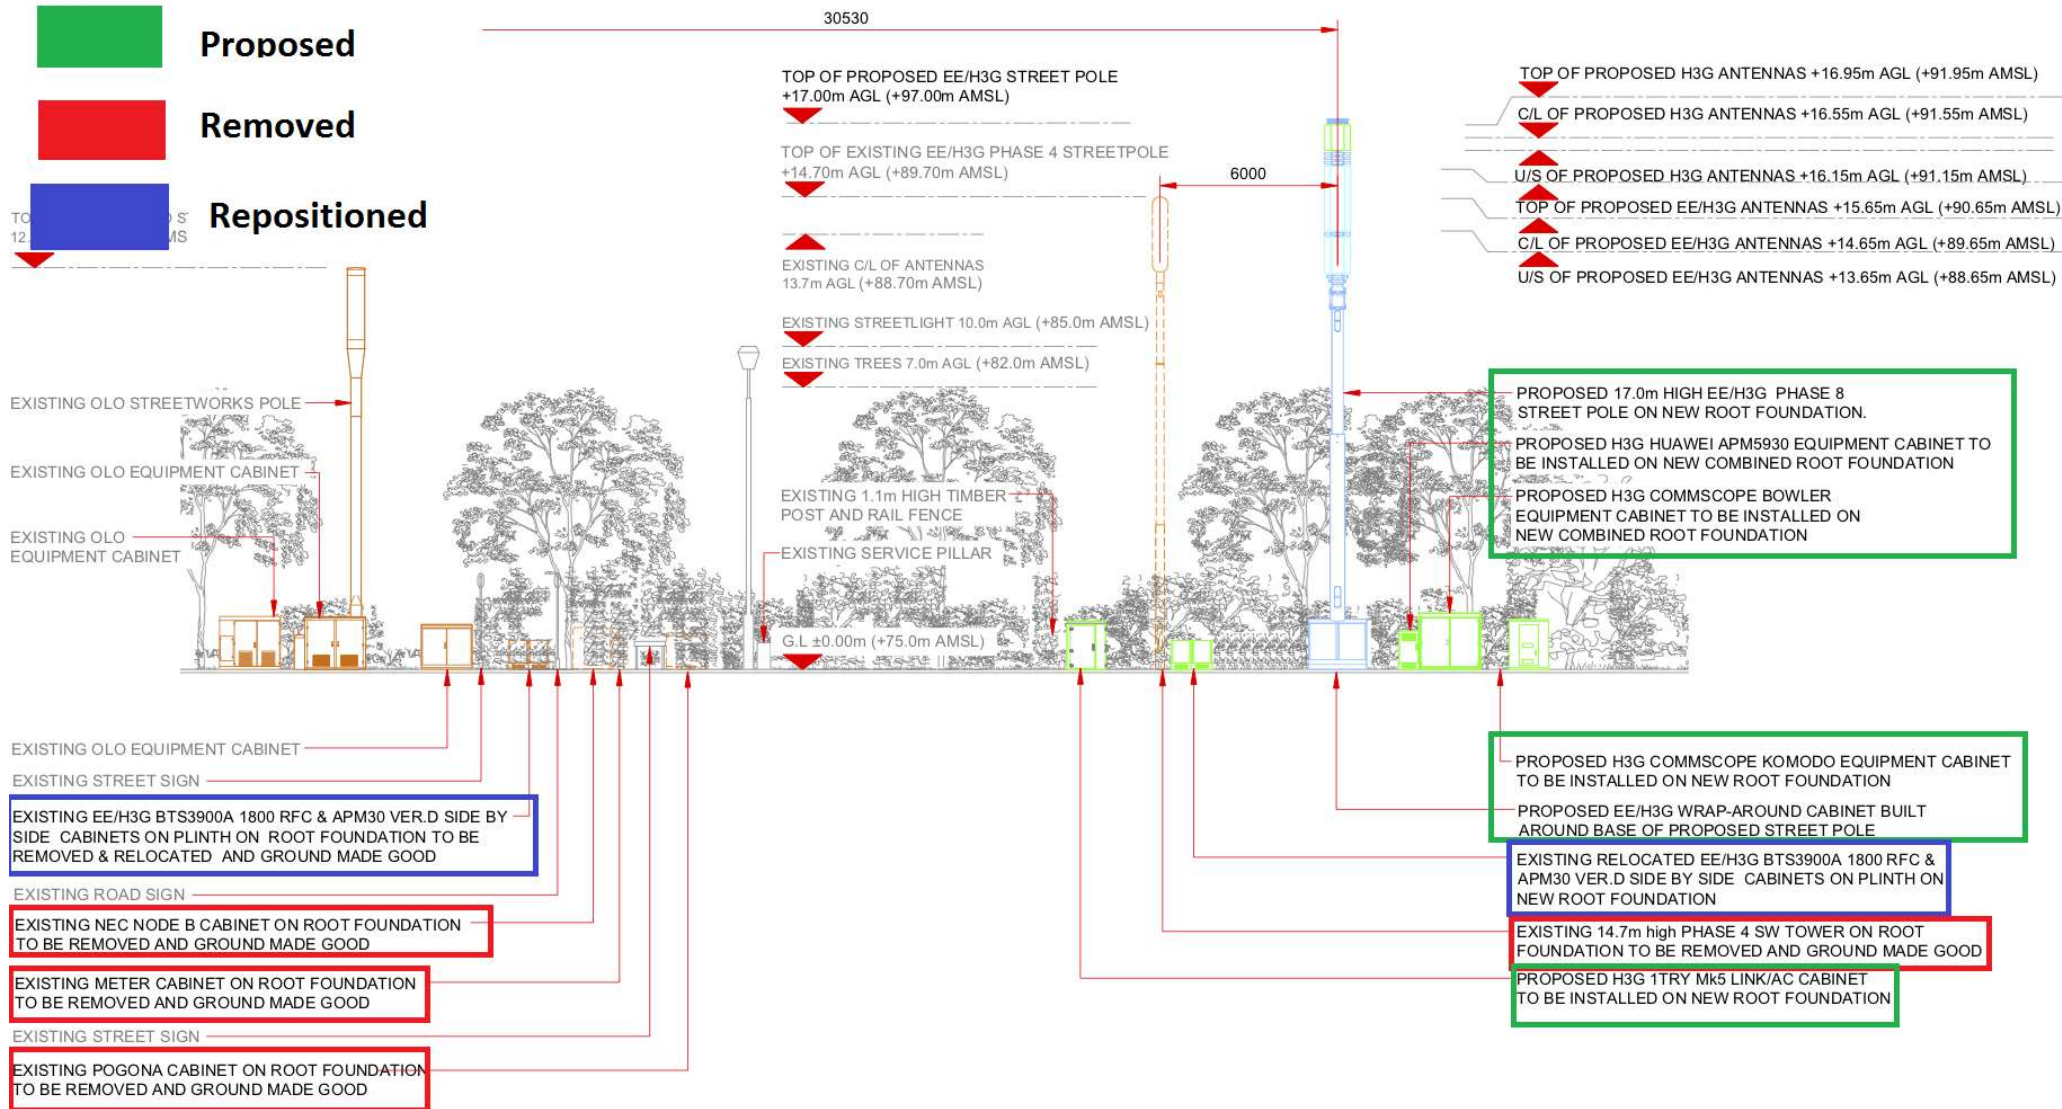 Proposed
Removed
Repositioned
30530
TOP OF PROPOSED EE/H3G STREET POLE
+17.00m AGL (+97.00m AMSL)
TOP OF EXISTING EE/H3G PHASE 4 STREETPOLE
+14.70m AGL (+89.70m AMSL)
6000
EXISTING C/L OF ANTENNAS
13.7m AGL (+88.70m AMSL)
EXISTING STREETLIGHT 10.0m AGL (+85.0m AMSL)
EXISTING TREES 7.0m AGL (+82.0m AMSL)
TOP OF PROPOSED H3G ANTENNAS +16.95m AGL (+91.95m AMSL)
C/L OF PROPOSED H3G ANTENNAS +16.55m AGL (+91.55m AMSL)
U/S OF PROPOSED H3G ANTENNAS +16.15m AGL (+91.15m AMSL)
TOP OF PROPOSED EE/H3G ANTENNAS +15.65m AGL (+90.65m AMSL)
C/L OF PROPOSED EE/H3G ANTENNAS +14.65m AGL (+89.65m AMSL)
U/S OF PROPOSED EE/H3G ANTENNAS +13.65m AGL (+88.65m AMSL)
TO
12.
EXISTING OLO STREETWORKS POLE
EXISTING OLO EQUIPMENT CABINET
EXISTING OLO
EQUIPMENT CABINET
EXISTING 1.1m HIGH TIMBER
POST AND RAIL FENCE
EXISTING SERVICE PILLAR
G.L ±0.00m (+75.0m AMSL)
PROPOSED 17.0m HIGH EE/H3G PHASE 8
STREET POLE ON NEW ROOT FOUNDATION.
PROPOSED H3G HUAWEI APM5930 EQUIPMENT CABINET TO
BE INSTALLED ON NEW COMBINED ROOT FOUNDATION
PROPOSED H3G COMMSCOPE BOWLER
EQUIPMENT CABINET TO BE INSTALLED ON
NEW COMBINED ROOT FOUNDATION
EXISTING OLO EQUIPMENT CABINET
EXISTING STREET SIGN
EXISTING EE/H3G BTS3900A 1800 RFC & APM30 VER.D SIDE BY
SIDE CABINETS ON PLINTH ON ROOT FOUNDATION TO BE
REMOVED & RELOCATED AND GROUND MADE GOOD
EXISTING ROAD SIGN
EXISTING NEC NODE B CABINET ON ROOT FOUNDATION
TO BE REMOVED AND GROUND MADE GOOD
EXISTING METER CABINET ON ROOT FOUNDATION
TO BE REMOVED AND GROUND MADE GOOD
EXISTING STREET SIGN
EXISTING POGONA CABINET ON ROOT FOUNDATION
TO BE REMOVED AND GROUND MADE GOOD
PROPOSED H3G COMMSCOPE KOMODO EQUIPMENT CABINET
TO BE INSTALLED ON NEW ROOT FOUNDATION
PROPOSED EE/H3G WRAP-AROUND CABINET BUILT
AROUND BASE OF PROPOSED STREET POLE
EXISTING RELOCATED EE/H3G BTS3900A 1800 RFC &
APM30 VER.D SIDE BY SIDE CABINETS ON PLINTH ON
NEW ROOT FOUNDATION
EXISTING 14.7m high PHASE 4 SW TOWER ON ROOT
FOUNDATION TO BE REMOVED AND GROUND MADE GOOD
PROPOSED H3G 1TRY Mk5 LINK/AC CABINET
TO BE INSTALLED ON NEW ROOT FOUNDATION